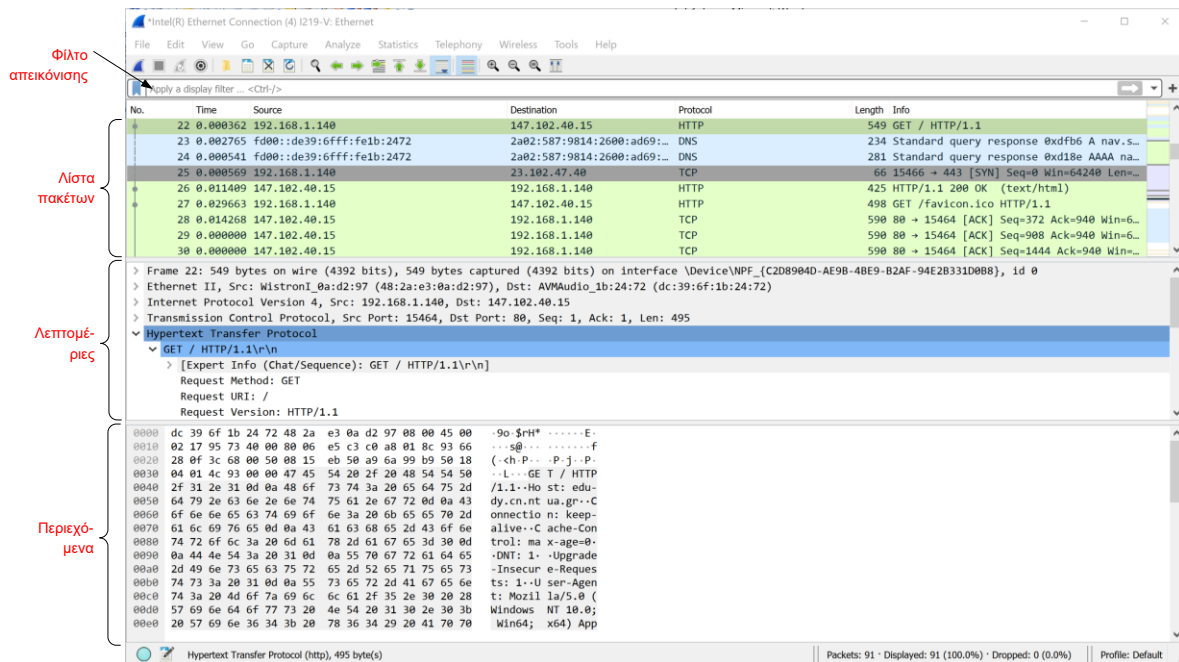 *Intel(R) Ethernet Connection (4) I219-V: Ethernet
File Edit View Go Capture Analyze Statistics Telephony Wireless Tools Help
Φίλτο
απεικόνισης
Apply a display filter ... <Ctrl-/>
No. Time Source Destination Protocol Length Info
22 0.000362 192.168.1.140 147.102.40.15 HTTP 549 GET / HTTP/1.1
23 0.002765 fd00::de39:6fff:fe1b:2472 2a02:587:9814:2600:ad69:… DNS 234 Standard query response 0xdfb6 A nav.s…
24 0.000541 fd00::de39:6fff:fe1b:2472 2a02:587:9814:2600:ad69:… DNS 281 Standard query response 0xd18e AAAA na…
25 0.000569 192.168.1.140 23.102.47.40 TCP 66 15466 → 443 [SYN] Seq=0 Win=64240 Len=…
26 0.011409 147.102.40.15 192.168.1.140 HTTP 425 HTTP/1.1 200 OK (text/html)
27 0.029663 192.168.1.140 147.102.40.15 HTTP 498 GET /favicon.ico HTTP/1.1
28 0.014268 147.102.40.15 192.168.1.140 TCP 590 80 → 15464 [ACK] Seq=372 Ack=940 Win=6…
29 0.000000 147.102.40.15 192.168.1.140 TCP 590 80 → 15464 [ACK] Seq=908 Ack=940 Win=6…
30 0.000000 147.102.40.15 192.168.1.140 TCP 590 80 → 15464 [ACK] Seq=1444 Ack=940 Win=…
Λίστα
πακέτων
Frame 22: 549 bytes on wire (4392 bits), 549 bytes captured (4392 bits) on interface \Device\NPF_{C2D8904D-AE9B-4BE9-B2AF-94E2B331D0B8}, id 0
Ethernet II, Src: WistronI_0a:d2:97 (48:2a:e3:0a:d2:97), Dst: AVMAudio_1b:24:72 (dc:39:6f:1b:24:72)
Internet Protocol Version 4, Src: 192.168.1.140, Dst: 147.102.40.15
Transmission Control Protocol, Src Port: 15464, Dst Port: 80, Seq: 1, Ack: 1, Len: 495
Hypertext Transfer Protocol
GET / HTTP/1.1\r\n
[Expert Info (Chat/Sequence): GET / HTTP/1.1\r\n]
Request Method: GET
Request URI: /
Request Version: HTTP/1.1
Λεπτομέ-
ριες
0000 dc 39 6f 1b 24 72 48 2a e3 0a d2 97 08 00 45 00 ·9o·$rH* ······E·
0010 02 17 95 73 40 00 80 06 e5 c3 c0 a8 01 8c 93 66 ···s@··· ·······f
0020 28 0f 3c 68 00 50 08 15 eb 50 a9 6a 99 b9 50 18 (·<h·P·· ·P·j··P·
0030 04 01 4c 93 00 00 47 45 54 20 2f 20 48 54 54 50 ··L···GE T / HTTP
0040 2f 31 2e 31 0d 0a 48 6f 73 74 3a 20 65 64 75 2d /1.1··Ho st: edu-
0050 64 79 2e 63 6e 2e 6e 74 75 61 2e 67 72 0d 0a 43 dy.cn.nt ua.gr··C
0060 6f 6e 6e 65 63 74 69 6f 6e 3a 20 6b 65 65 70 2d onnectio n: keep-
0070 61 6c 69 76 65 0d 0a 43 61 63 68 65 2d 43 6f 6e alive··C ache-Con
0080 74 72 6f 6c 3a 20 6d 61 78 2d 61 67 65 3d 30 0d trol: ma x-age=0·
0090 0a 44 4e 54 3a 20 31 0d 0a 55 70 67 72 61 64 65 ·DNT: 1· ·Upgrade
00a0 2d 49 6e 73 65 63 75 72 65 2d 52 65 71 75 65 73 -Insecur e-Reques
00b0 74 73 3a 20 31 0d 0a 55 73 65 72 2d 41 67 65 6e ts: 1··U ser-Agen
00c0 74 3a 20 4d 6f 7a 69 6c 6c 61 2f 35 2e 30 20 28 t: Mozil la/5.0 (
00d0 57 69 6e 64 6f 77 73 20 4e 54 20 31 30 2e 30 3b Windows NT 10.0;
00e0 20 57 69 6e 36 34 3b 20 78 36 34 29 20 41 70 70 Win64; x64) App
Περιεχό-
μενα
Hypertext Transfer Protocol (http), 495 byte(s) Packets: 91 · Displayed: 91 (100.0%) · Dropped: 0 (0.0%) Profile: Default